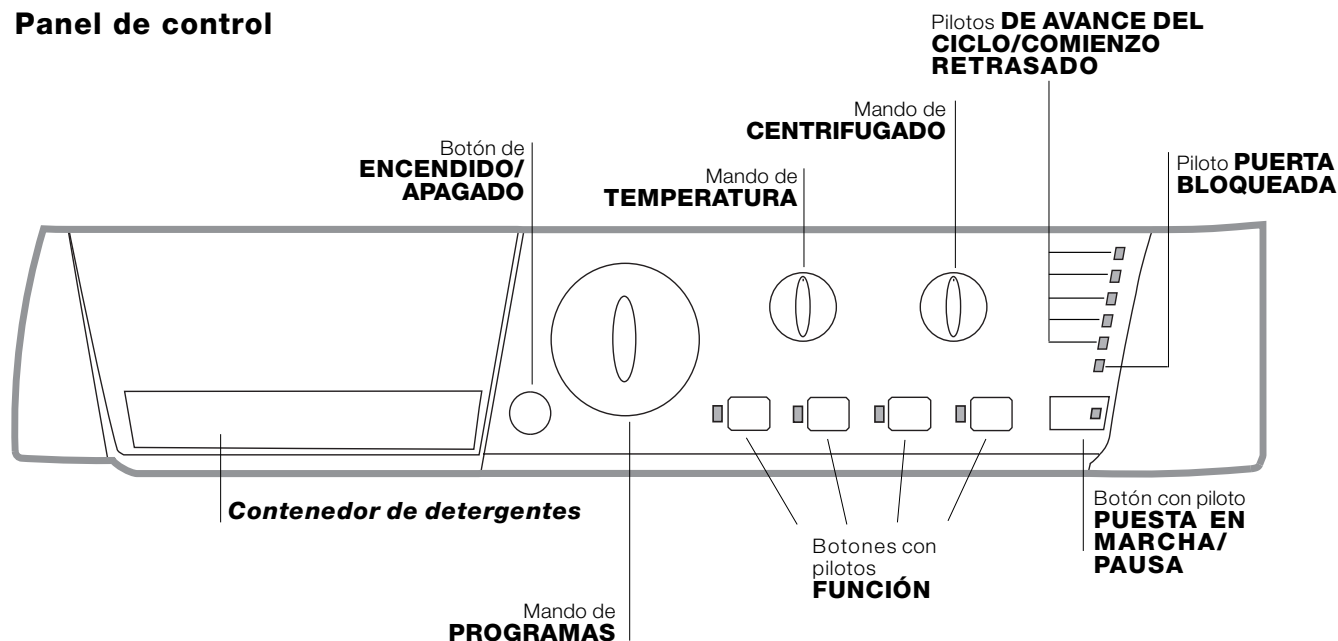 Panel de control
Pilotos DE AVANCE DEL
CICLO/COMIENZO
RETRASADO
Mando de
CENTRIFUGADO
Botón de
ENCENDIDO/
APAGADO
Mando de
TEMPERATURA
Piloto PUERTA
BLOQUEADA
Contenedor de detergentes
Mando de
PROGRAMAS
Botones con
pilotos
FUNCIÓN
Botón con piloto
PUESTA EN
MARCHA/
PAUSA